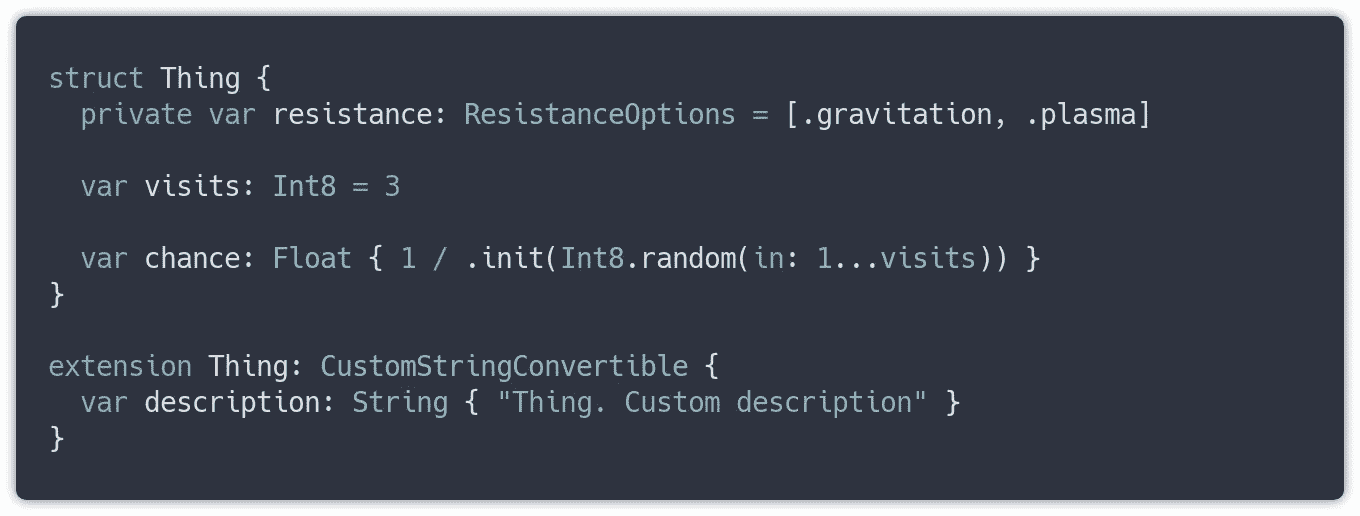 struct Thing {
  private var resistance: ResistanceOptions = [.gravitation, .plasma]
  var visits: Int8 = 3
  var chance: Float { 1 / .init(Int8.random(in: 1...visits)) }
}
extension Thing: CustomStringConvertible {
  var description: String { "Thing. Custom description" }
}